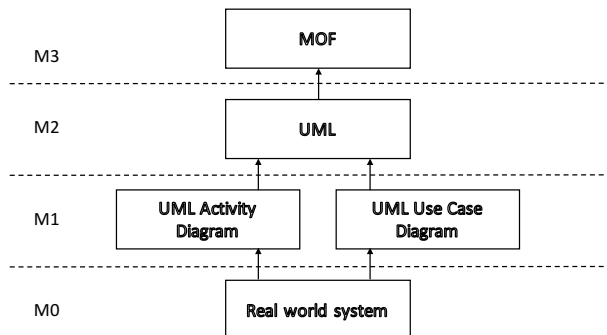 MOF
M3
M2
UML
UML Activity
Diagram
UML Use Case
Diagram
M1
M0
Real world system